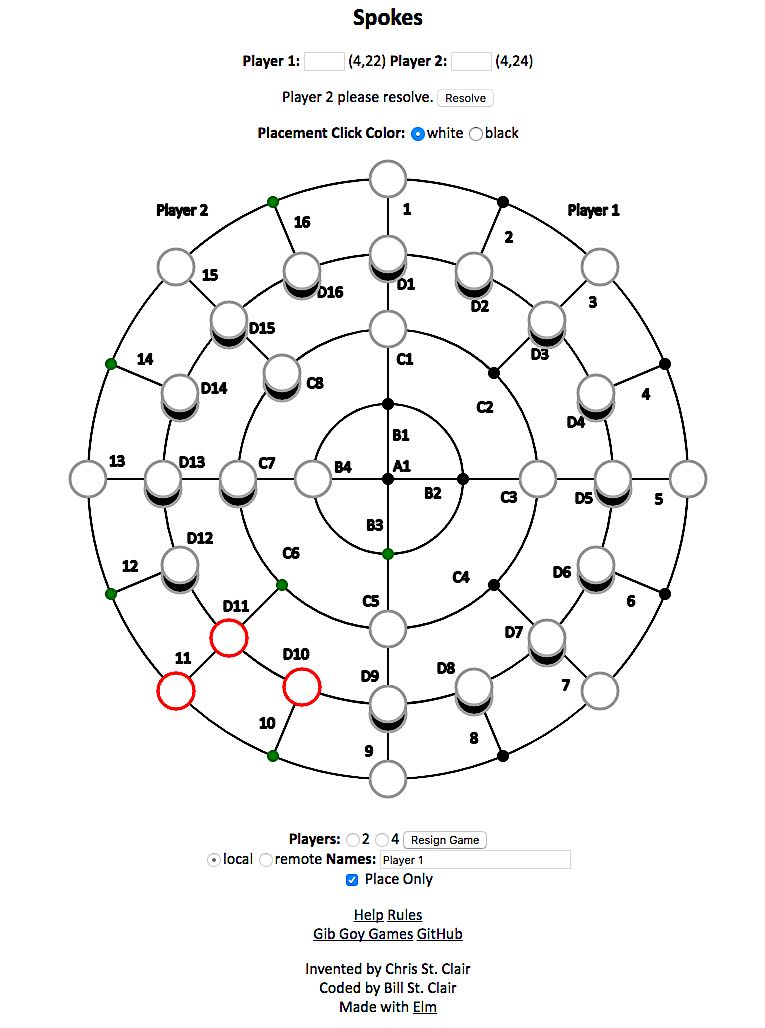 Spokes
Player 1: (4,22) Player 2: (4,24)
Player 2 please resolve. Resolve
Placement Click Color: white black
Player 2 Player 1
16 1 2
15 D16 D1 D2 3
D15 D3
14 D14 C8 C1 C2 D4 4
13 D13 C7 B4 B1 A1 B2 C3 D5 5
B3
12 D12 C6 C4 D6 6
D11 C5 D7
11 D10 D9 D8 7
10 9 8
Players: 2 4 Resign Game
local remote Names: Player 1
Place Only
Help Rules
Gib Goy Games GitHub
Invented by Chris St. Clair
Coded by Bill St. Clair
Made with Elm